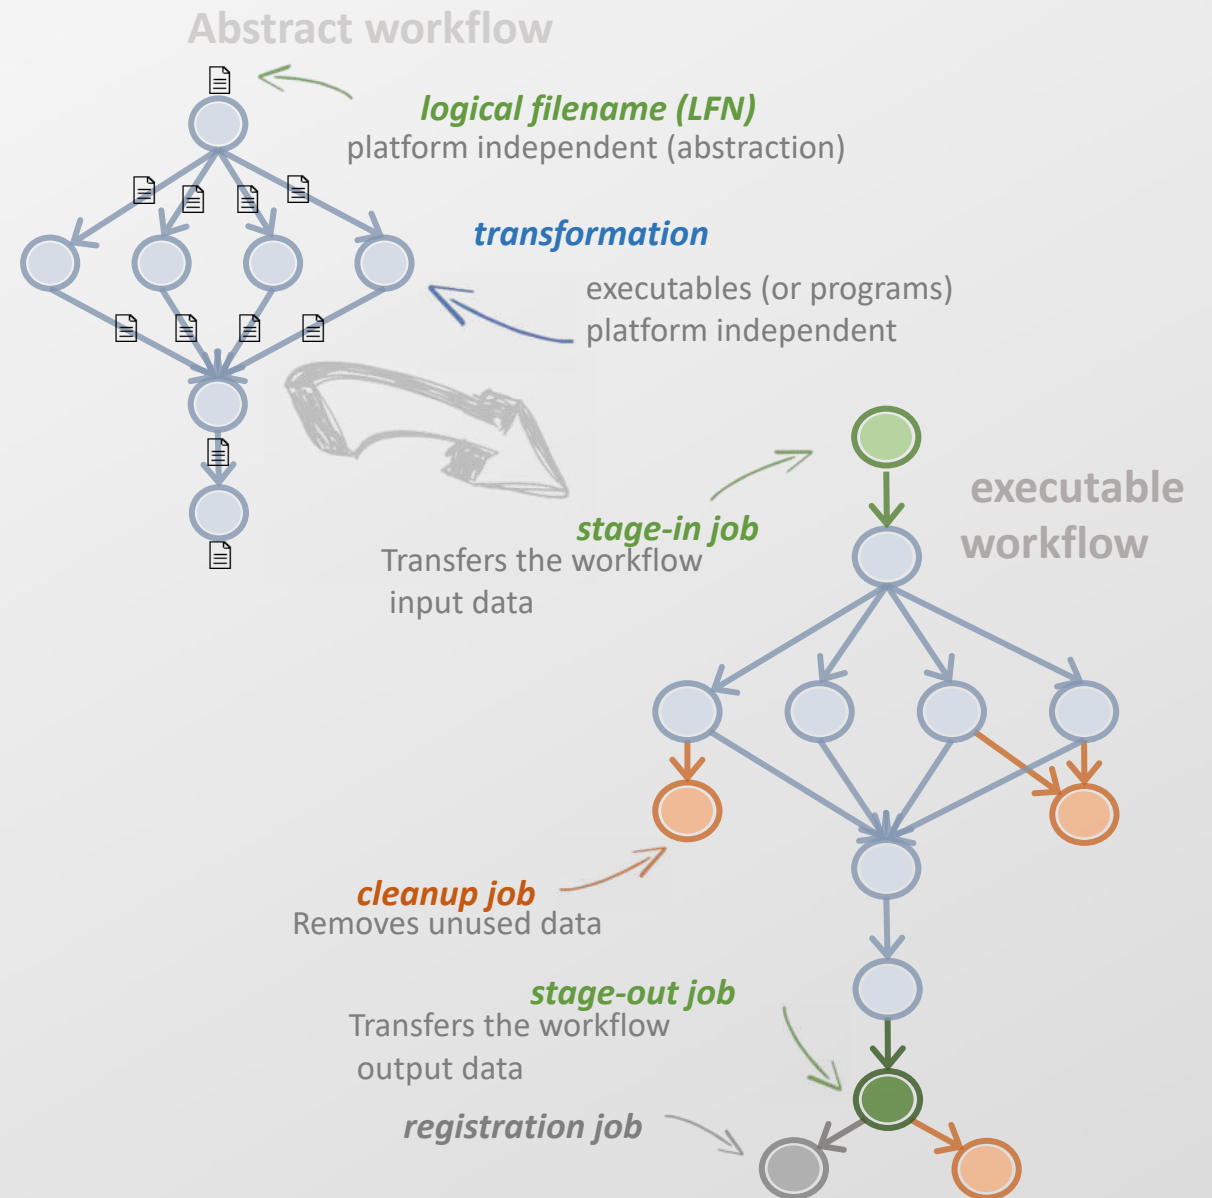 Abstract workflow
logical filename (LFN)
platform independent (abstraction)
transformation
executables (or programs)
platform independent
executable
workflow
stage-in job
Transfers the workflow
input data
cleanup job
Removes unused data
stage-out job
Transfers the workflow
output data
registration job